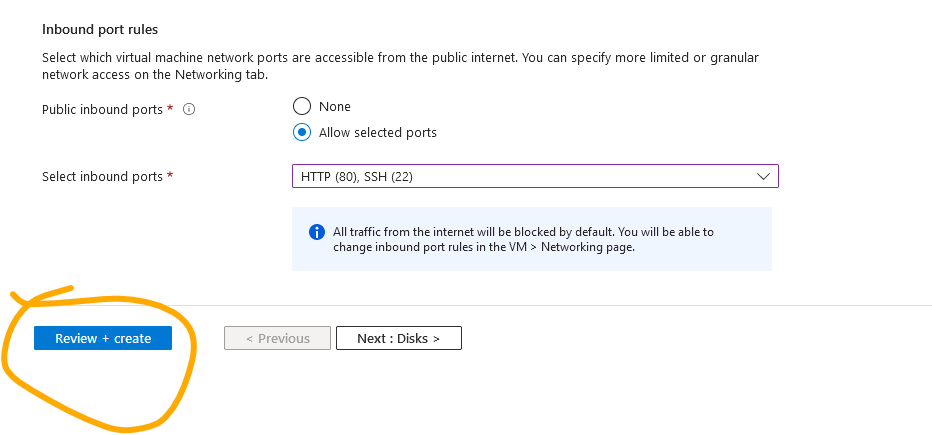 Inbound port rules
Select which virtual machine network ports are accessible from the public internet. You can specify more limited or granular
network access on the Networking tab.
Public inbound ports *
None
Allow selected ports
Select inbound ports *
HTTP (80), SSH (22)
All traffic from the internet will be blocked by default. You will be able to
change inbound port rules in the VM > Networking page.
Review + create
< Previous
Next : Disks >